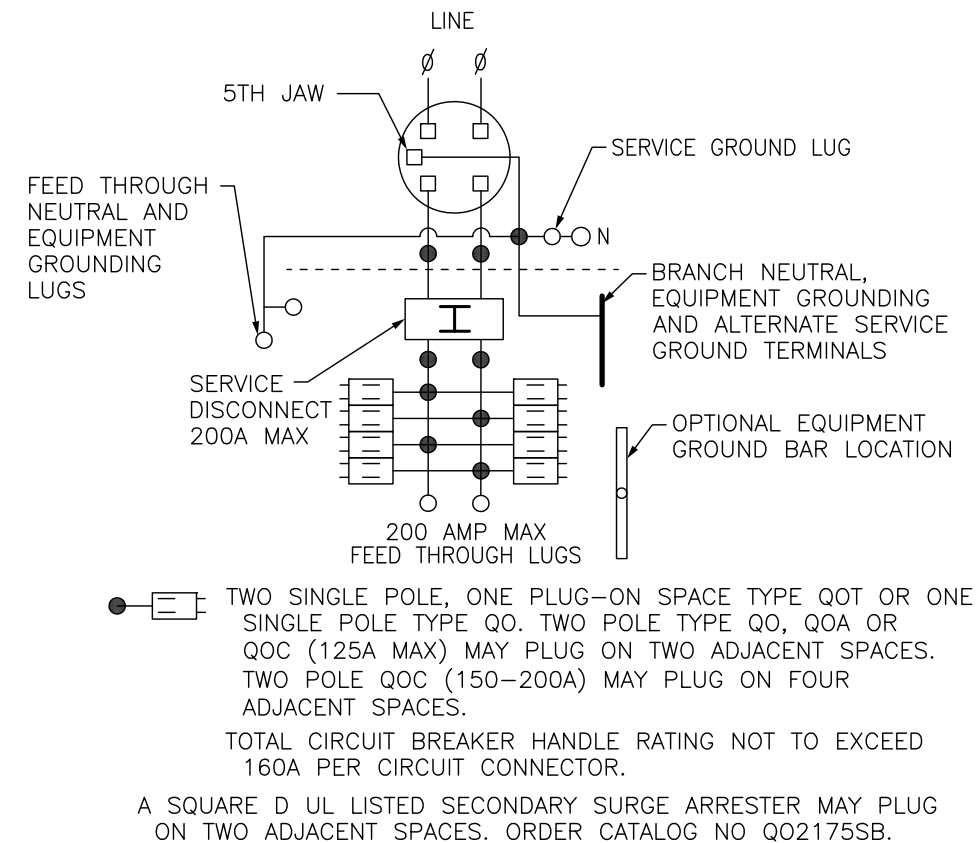 LINE
Ø Ø
5TH JAW
SERVICE GROUND LUG
FEED THROUGH
NEUTRAL AND
EQUIPMENT
GROUNDING
LUGS
N
BRANCH NEUTRAL,
EQUIPMENT GROUNDING
AND ALTERNATE SERVICE
GROUND TERMINALS
SERVICE
DISCONNECT
200A MAX
OPTIONAL EQUIPMENT
GROUND BAR LOCATION
200 AMP MAX
FEED THROUGH LUGS
TWO SINGLE POLE, ONE PLUG-ON SPACE TYPE QOT OR ONE
SINGLE POLE TYPE QO. TWO POLE TYPE QO, QOA OR
QOC (125A MAX) MAY PLUG ON TWO ADJACENT SPACES.
TWO POLE QOC (150-200A) MAY PLUG ON FOUR
ADJACENT SPACES.
TOTAL CIRCUIT BREAKER HANDLE RATING NOT TO EXCEED
160A PER CIRCUIT CONNECTOR.
A SQUARE D UL LISTED SECONDARY SURGE ARRESTER MAY PLUG
ON TWO ADJACENT SPACES. ORDER CATALOG NO QO2175SB.